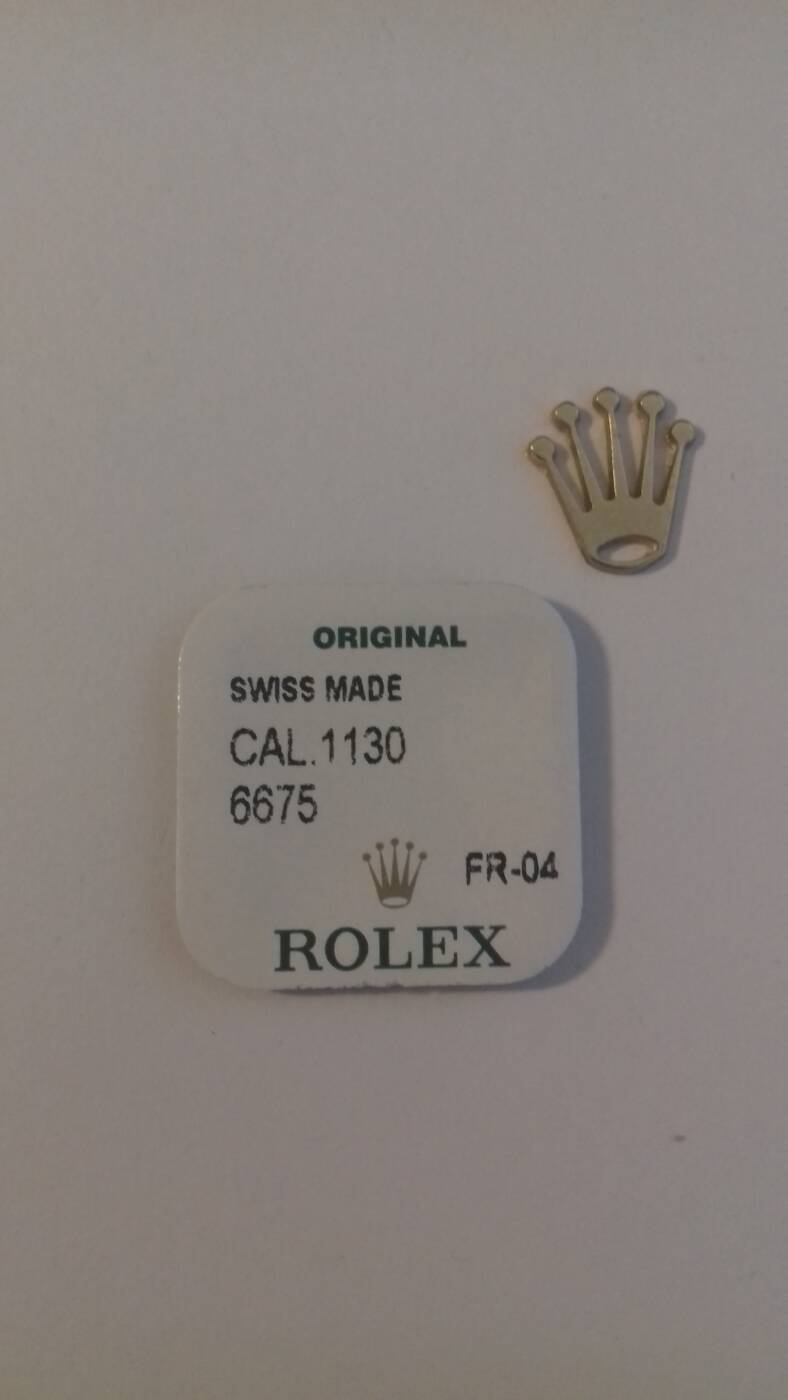 ORIGINAL
SWISS MADE
CAL.1130
6675
FR-04
ROLEX